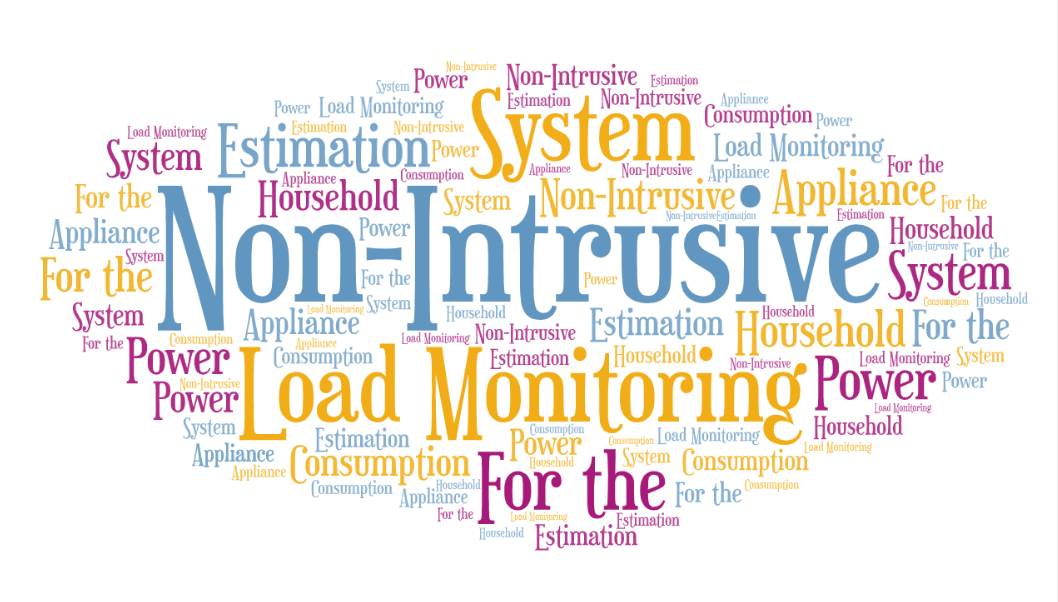 Non-Intrusive
System
Power
Non-Intrusive
Estimation
Power
Load Monitoring
Estimation
Non-Intrusive
Appliance
Consumption
Power
Load Monitoring
Estimation
Estimation
Non-Intrusive
System
Power
Load Monitoring
System
Household
Appliance
Consumption
Appliance
Non-Intrusive
Appliance
For the
For the
System
Non-Intrusive
Appliance
For the
Non-Intrusive
Non-IntrusiveEstimation
Estimation
Appliance
Power
Household
System
Non-Intrusive
For the
For the
For the
Power
System
System
Load Monitoring
System
Household
Consumption
Household
For the
Consumption
Appliance
Appliance
Load Monitoring
Non-Intrusive
Estimation
Household
Household
For the
Power
Consumption
Estimation
Household
Non-Intrusive
Load Monitoring
System
Non-Intrusive
Power
Load Monitoring
Power
Power
Load Monitoring
System
Estimation
Consumption
Household
Appliance
Power
Consumption
Load Monitoring
Load Monitoring
Appliance
Consumption
Household
System
Consumption
Consumption
Appliance
Household
For the
For the
Consumption
For the
Load Monitoring
Estimation
Household
Estimation